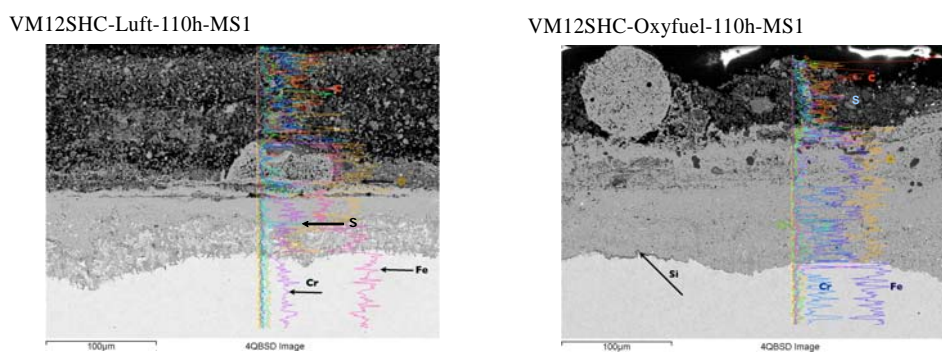 VM12SHC-Luft-110h-MS1
VM12SHC-Oxyfuel-110h-MS1
C
S
S
Fe
Cr
Si
Cr
Fe
100µm
4QBSD Image
100µm
4QBSD Image